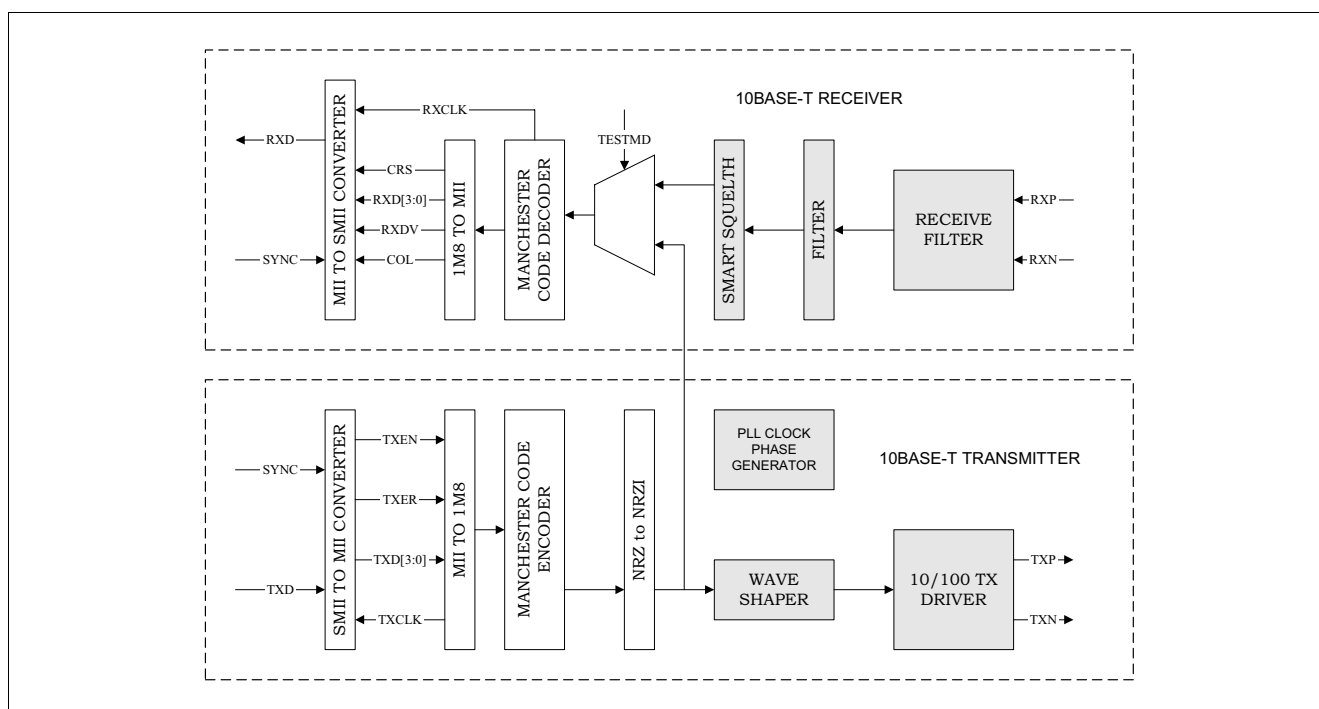 10BASE-T RECEIVER
MII TO SMII CONVERTER
RXD
SYNC
RXCLK
CRS
RXD[3:0]
RXDV
COL
1M8 TO MII
MANCHESTER
CODE DECODER
TESTMD
SMART SQUELTH
FILTER
RECEIVE
FILTER
RXP
RXN
SMII TO MII CONVERTER
SYNC
TXD
TXEN
TXER
TXD[3:0]
TXCLK
MII TO 1M8
MANCHESTER CODE
ENCODER
NRZ to NRZI
PLL CLOCK
PHASE
GENERATOR
10BASE-T TRANSMITTER
WAVE
SHAPER
10/100 TX
DRIVER
TXP
TXN